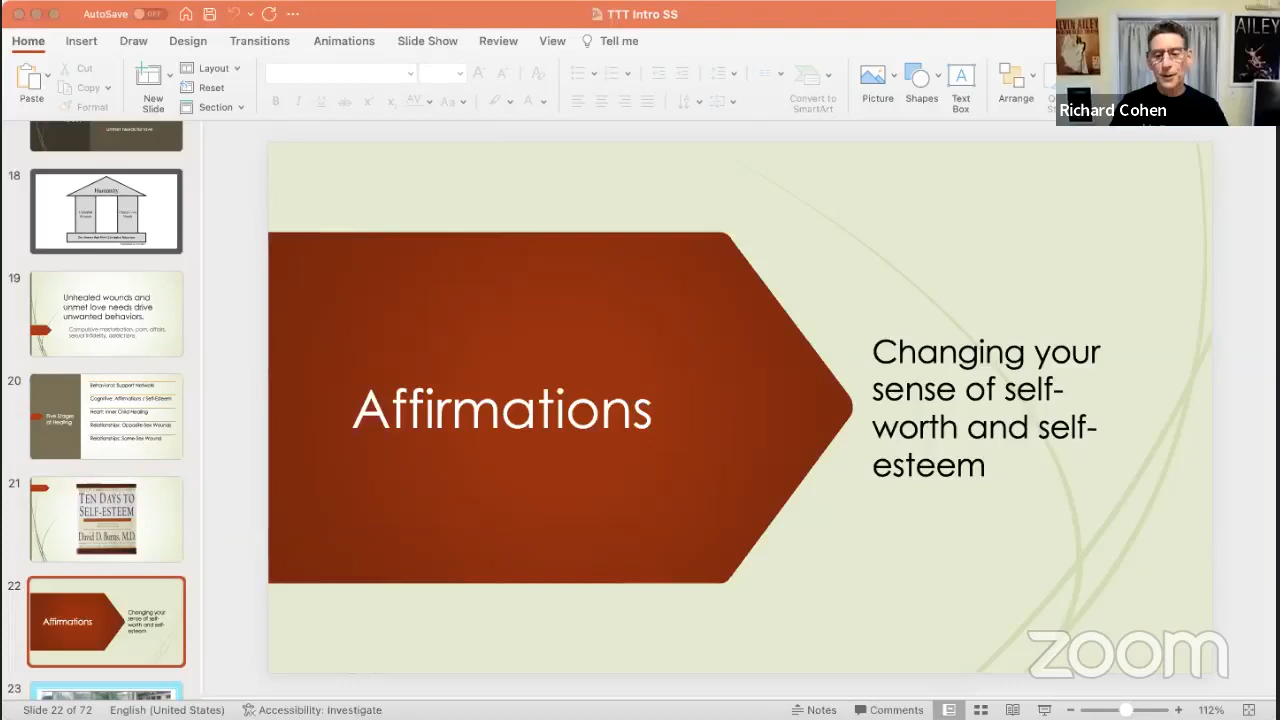 AutoSave OFF
TTT Intro SS
Home Insert Draw Design Transitions Animations Slide Show Review View Tell me
Paste
Cut
Copy
Format
New Slide
Layout
Reset
Section
B I U ab
Convert to SmartArt
Picture
Shapes
Text Box
Arrange
AILEY
Richard Cohen
18
Humanity
19
Unhealed wounds and
unmet love needs drive
unwanted behaviors.
Compulsive masturbation, porn, affairs,
sexual infidelity, addictions
20
Five Stages
of Healing
Behavioral: Support Network
Cognitive: Affirmations / Self-Esteem
Heart: Inner Child Healing
Relationships: Opposite-Sex Wounds
Relationships: Same-Sex Wound
21
TEN DAYS TO
SELF-ESTEEM
David D. Burns, M.D.
22
Affirmations
Changing your
sense of self-
worth and self-
esteem
23
Affirmations
Changing your
sense of self-
worth and self-
esteem
zoom
Slide 22 of 72 English (United States) Accessibility: Investigate Notes Comments 112%